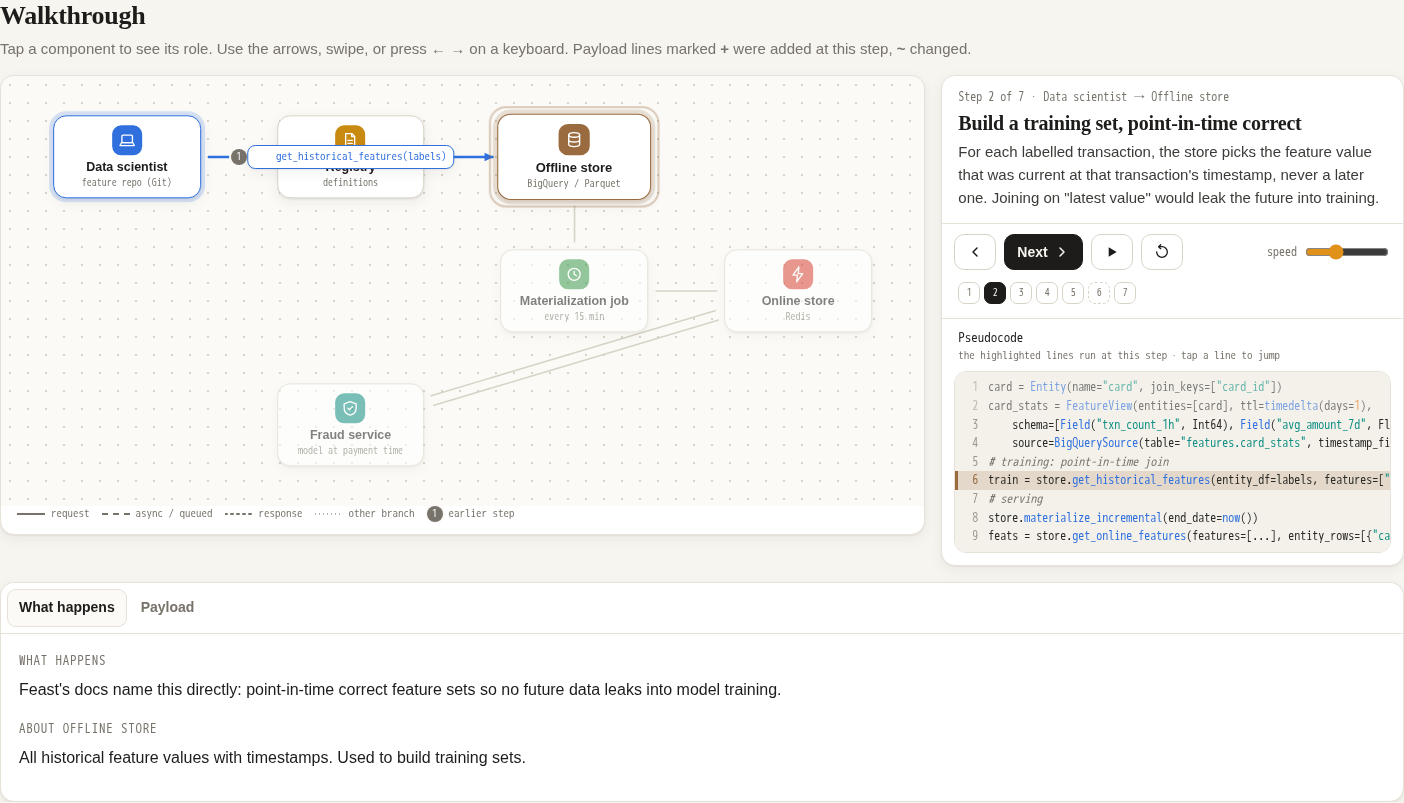 Walkthrough
Tap a component to see its role. Use the arrows, swipe, or press ← → on a keyboard. Payload lines marked + were added at this step, ~ changed.
Data scientist
feature repo (Git)
1
get_historical_features(labels)
Registry
definitions
Offline store
BigQuery / Parquet
Materialization job
every 15 min
Online store
Redis
Fraud service
model at payment time
request
async / queued
response
other branch
1 earlier step
Step 2 of 7 · Data scientist → Offline store
Build a training set, point-in-time correct
For each labelled transaction, the store picks the feature value
that was current at that transaction's timestamp, never a later
one. Joining on "latest value" would leak the future into training.
Next
speed
1 2 3 4 5 6 7
Pseudocode
the highlighted lines run at this step · tap a line to jump
1 card = Entity(name="card", join_keys=["card_id"])
2 card_stats = FeatureView(entities=[card], ttl=timedelta(days=1),
3 schema=[Field("txn_count_1h", Int64), Field("avg_amount_7d", Fl
4 source=BigQuerySource(table="features.card_stats", timestamp_fi
5 # training: point-in-time join
6 train = store.get_historical_features(entity_df=labels, features=["
7 # serving
8 store.materialize_incremental(end_date=now())
9 feats = store.get_online_features(features=[...], entity_rows=[{"ca
What happens
Payload
WHAT HAPPENS
Feast's docs name this directly: point-in-time correct feature sets so no future data leaks into model training.
ABOUT OFFLINE STORE
All historical feature values with timestamps. Used to build training sets.